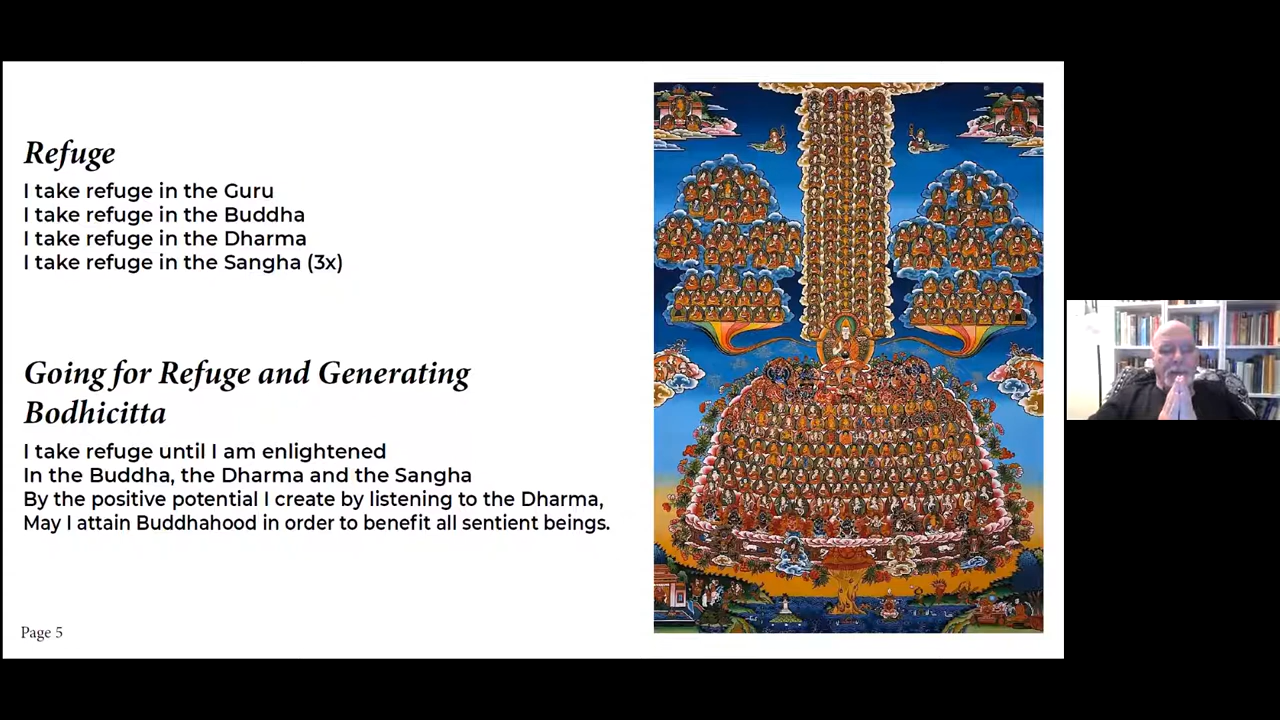 Refuge
I take refuge in the Guru
I take refuge in the Buddha
I take refuge in the Dharma
I take refuge in the Sangha (3x)
Going for Refuge and Generating
Bodhicitta
I take refuge until I am enlightened
In the Buddha, the Dharma and the Sangha
By the positive potential I create by listening to the Dharma,
May I attain Buddhahood in order to benefit all sentient beings.
Page 5